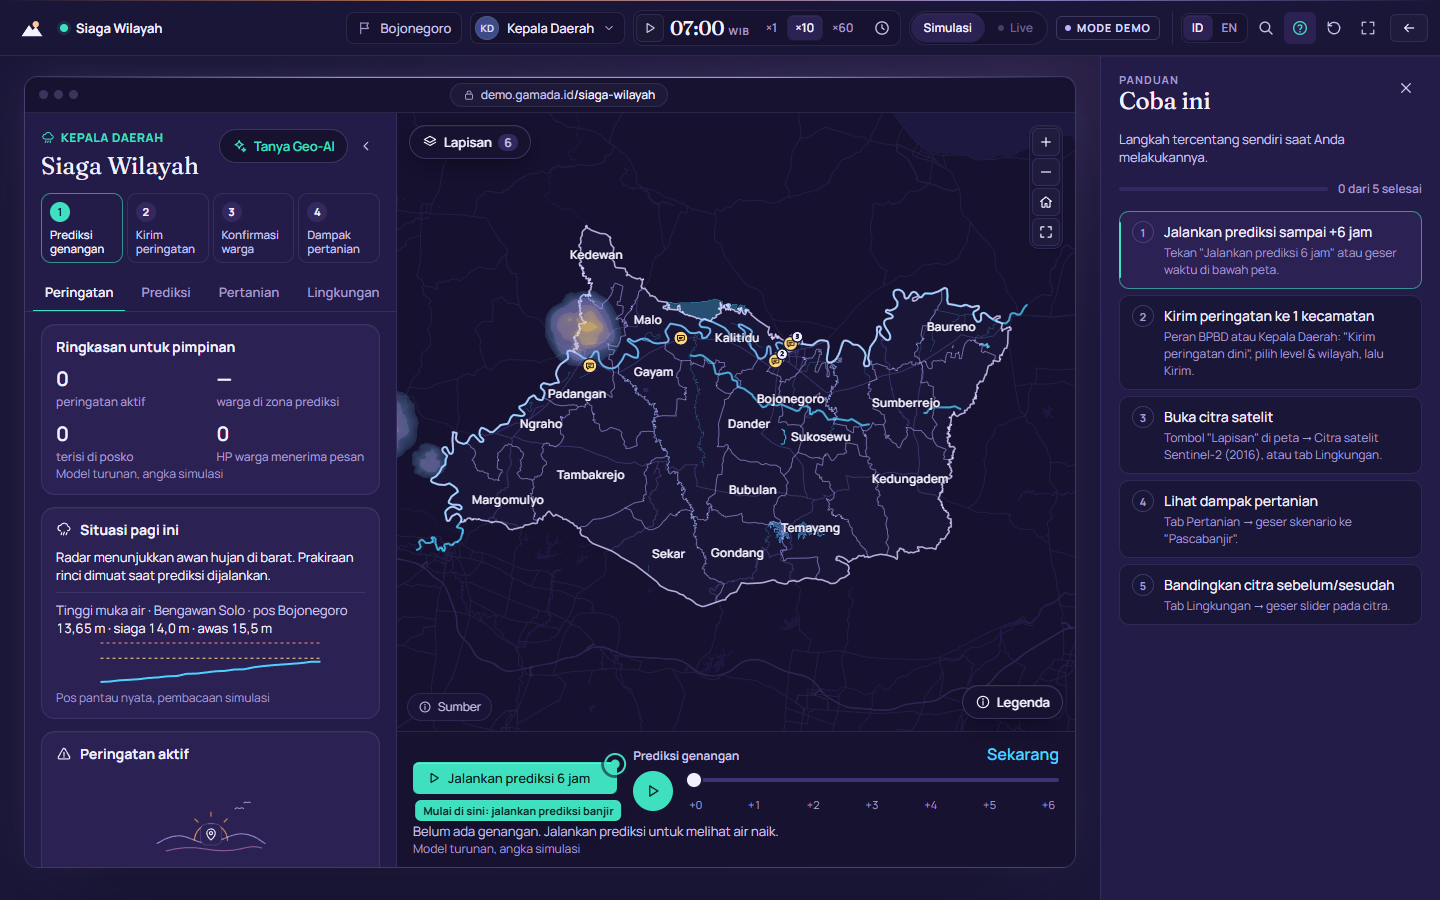 Siaga Wilayah
Bojonegoro
KD Kepala Daerah
07:00 WIB
×1 ×10 ×60
Simulasi Live
MODE DEMO
ID EN
demo.gamada.id/siaga-wilayah
KEPALA DAERAH
Siaga Wilayah
Tanya Geo-AI
1
Prediksi
genangan
2
Kirim
peringatan
3
Konfirmasi
warga
4
Dampak
pertanian
Peringatan Prediksi Pertanian Lingkungan
Ringkasan untuk pimpinan
0
peringatan aktif
—
warga di zona prediksi
0
terisi di posko
0
HP warga menerima pesan
Model turunan, angka simulasi
Situasi pagi ini
Radar menunjukkan awan hujan di barat. Prakiraan
rinci dimuat saat prediksi dijalankan.
Tinggi muka air · Bengawan Solo · pos Bojonegoro
13,65 m · siaga 14,0 m · awas 15,5 m
Pos pantau nyata, pembacaan simulasi
Peringatan aktif
Lapisan 6
Kedewan
Malo
Kalitidu
Baureno
3
2
Gayam
Padangan
Bojonegoro
Sumberrejo
Ngraho
Dander
Sukosewu
Tambakrejo
Kedungadem
Bubulan
Margomulyo
Temayang
Sekar
Gondang
Sumber
Legenda
Jalankan prediksi 6 jam
Mulai di sini: jalankan prediksi banjir
Prediksi genangan
Sekarang
+0 +1 +2 +3 +4 +5 +6
Belum ada genangan. Jalankan prediksi untuk melihat air naik.
Model turunan, angka simulasi
PANDUAN
Coba ini
Langkah tercentang sendiri saat Anda
melakukannya.
0 dari 5 selesai
1
Jalankan prediksi sampai +6 jam
Tekan "Jalankan prediksi 6 jam" atau geser
waktu di bawah peta.
2
Kirim peringatan ke 1 kecamatan
Peran BPBD atau Kepala Daerah: "Kirim
peringatan dini", pilih level & wilayah, lalu
Kirim.
3
Buka citra satelit
Tombol "Lapisan" di peta → Citra satelit
Sentinel-2 (2016), atau tab Lingkungan.
4
Lihat dampak pertanian
Tab Pertanian → geser skenario ke
"Pascabanjir".
5
Bandingkan citra sebelum/sesudah
Tab Lingkungan → geser slider pada citra.